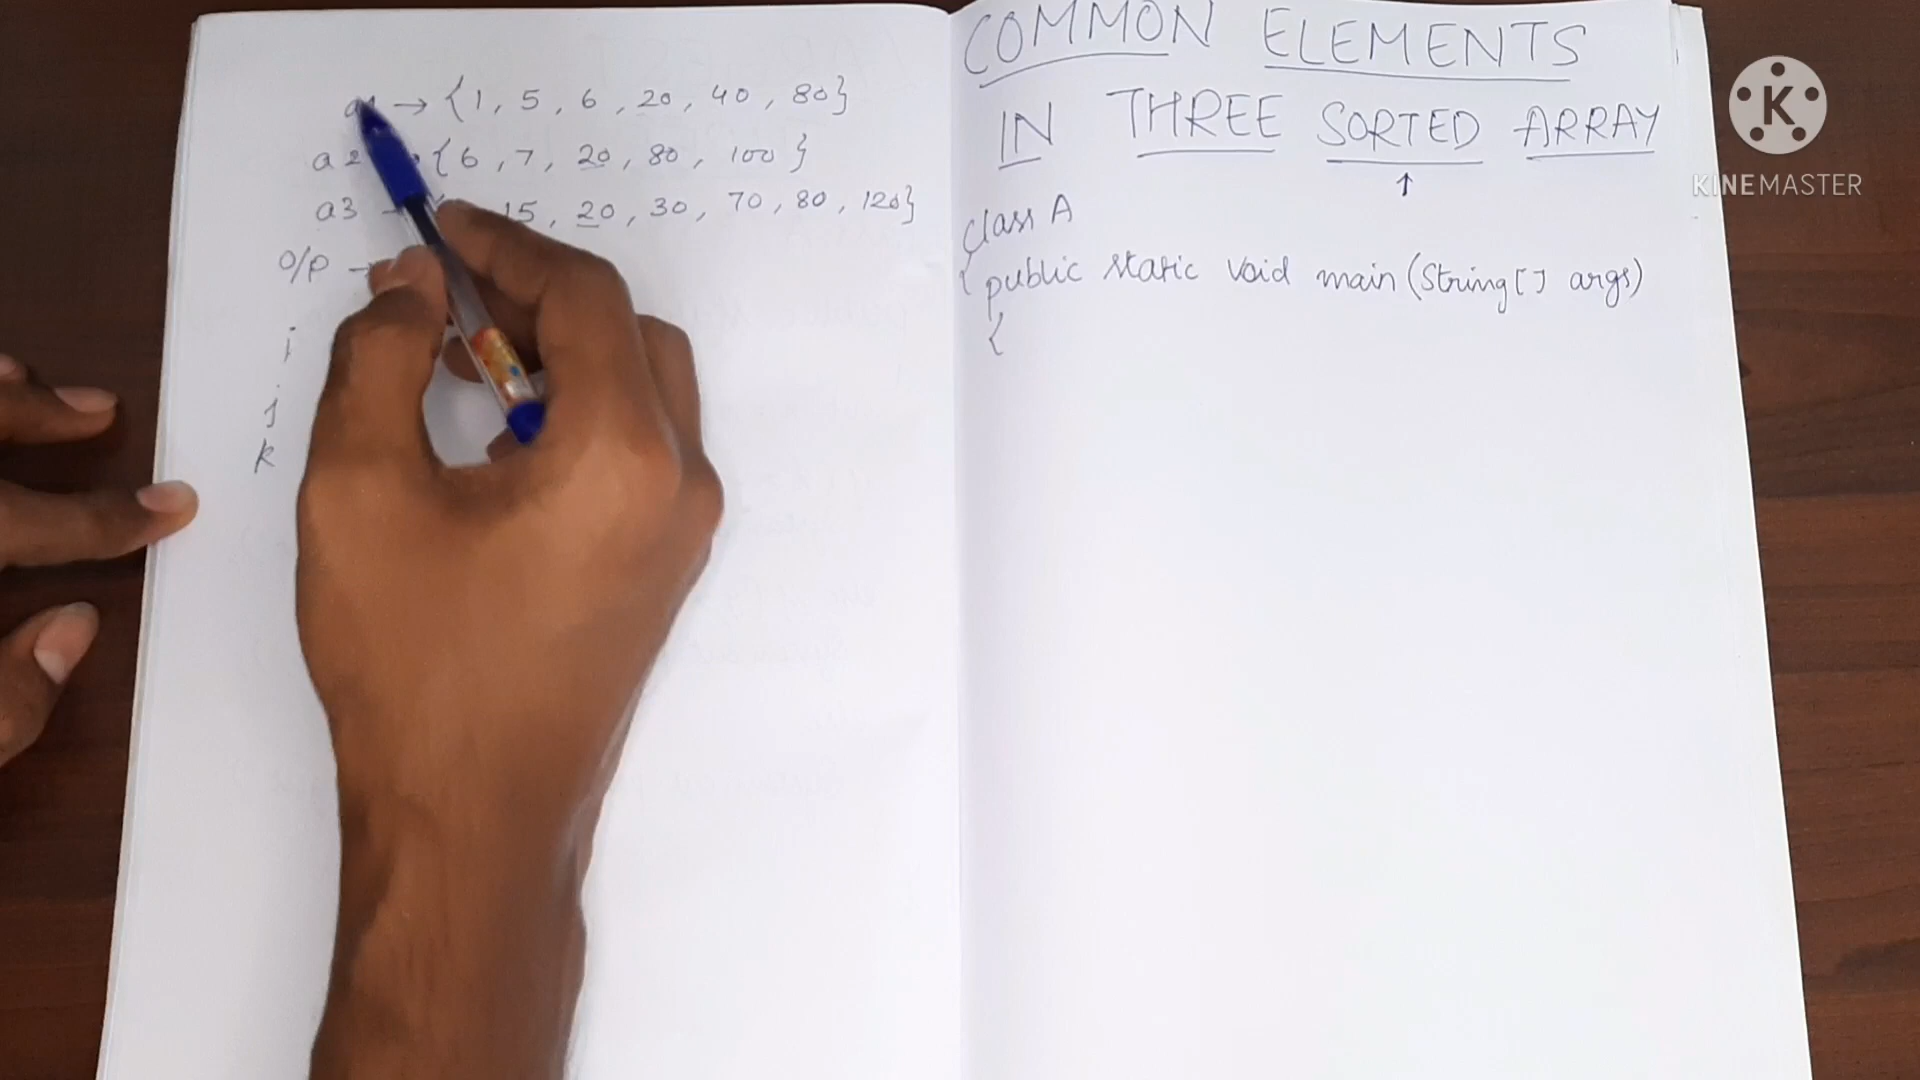 a1 → {1, 5, 6, 20, 40, 80}
a2 → {6, 7, 20, 80, 100}
a3 → { 15, 20, 30, 70, 80, 120}
O/P →
i
j
k
COMMON ELEMENTS
IN THREE SORTED ARRAY
↑
class A
{ public static void main (String[] args)
{
K
KINEMASTER